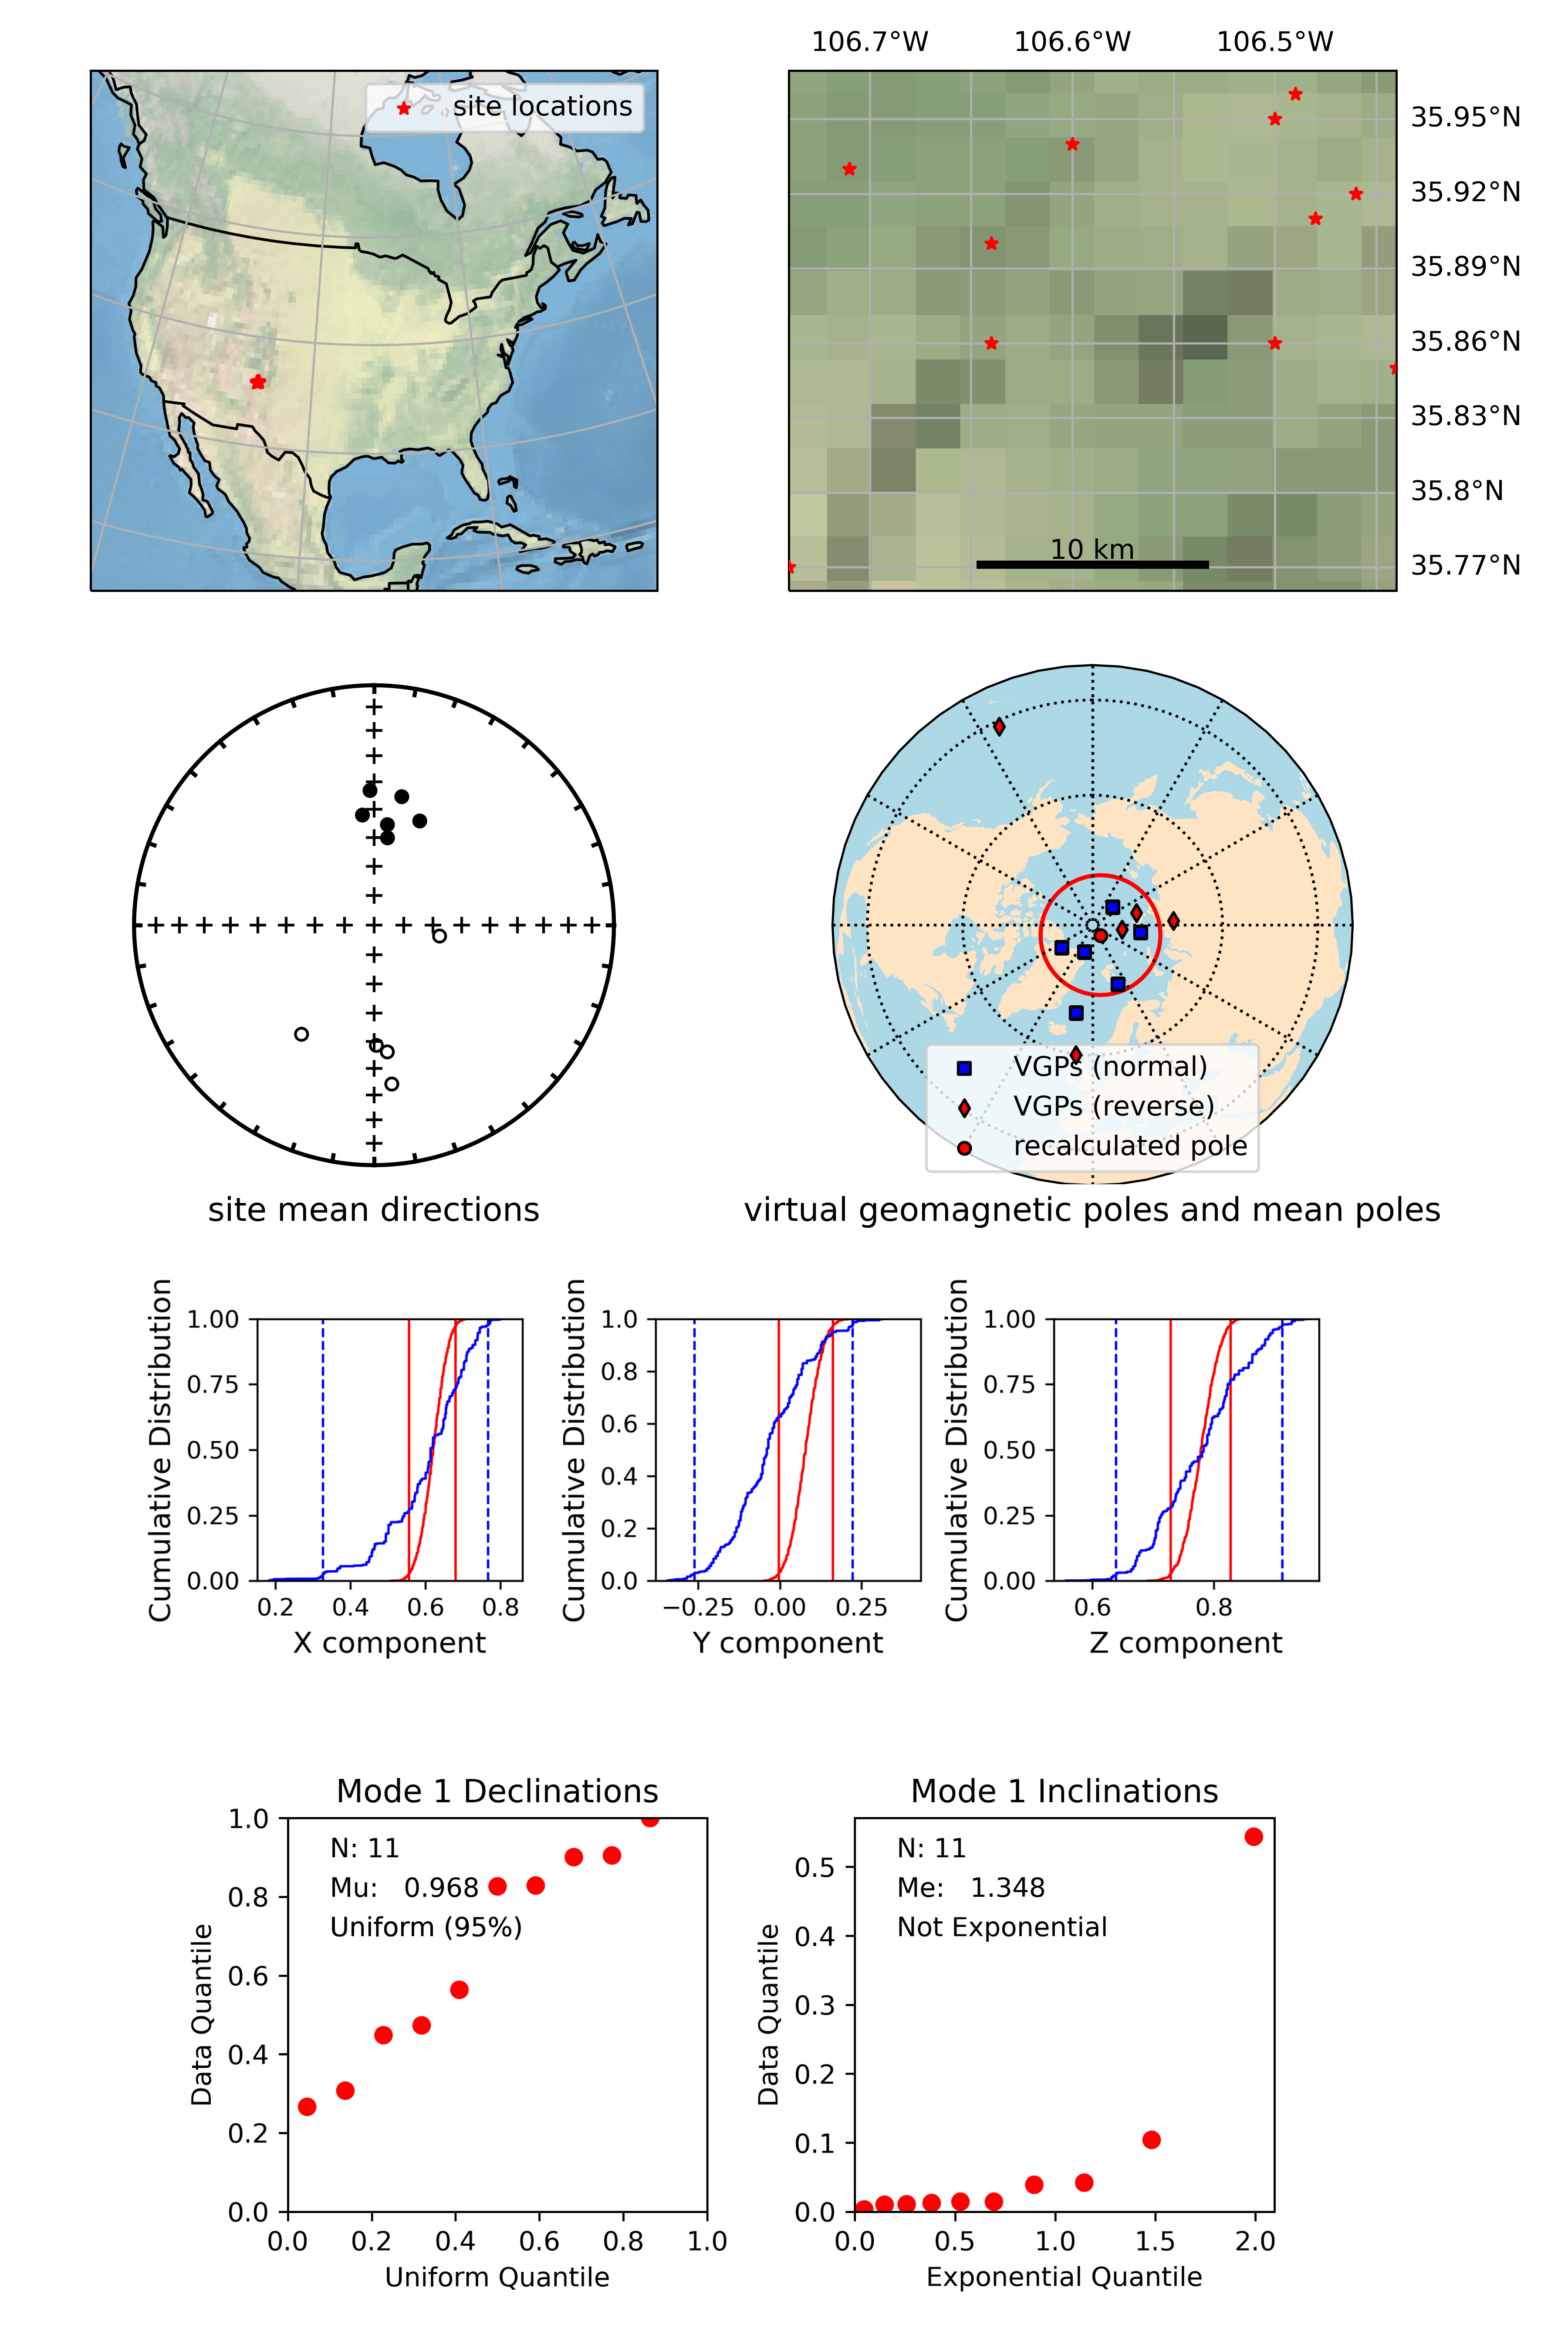 106.7°W 106.6°W 106.5°W
site locations
35.95°N
35.92°N
35.89°N
35.86°N
35.83°N
35.8°N
35.77°N
10 km
VGPs (normal)
VGPs (reverse)
recalculated pole
site mean directions
virtual geomagnetic poles and mean poles
Cumulative Distribution
1.00
0.75
0.50
0.25
0.00
0.2 0.4 0.6 0.8
X component
Cumulative Distribution
1.0
0.8
0.6
0.4
0.2
0.0
−0.25 0.00 0.25
Y component
Cumulative Distribution
1.00
0.75
0.50
0.25
0.00
0.6 0.8
Z component
Mode 1 Declinations
N: 11
Mu: 0.968
Uniform (95%)
Data Quantile
1.0
0.8
0.6
0.4
0.2
0.0
0.0 0.2 0.4 0.6 0.8 1.0
Uniform Quantile
Mode 1 Inclinations
N: 11
Me: 1.348
Not Exponential
Data Quantile
0.5
0.4
0.3
0.2
0.1
0.0
0.0 0.5 1.0 1.5 2.0
Exponential Quantile